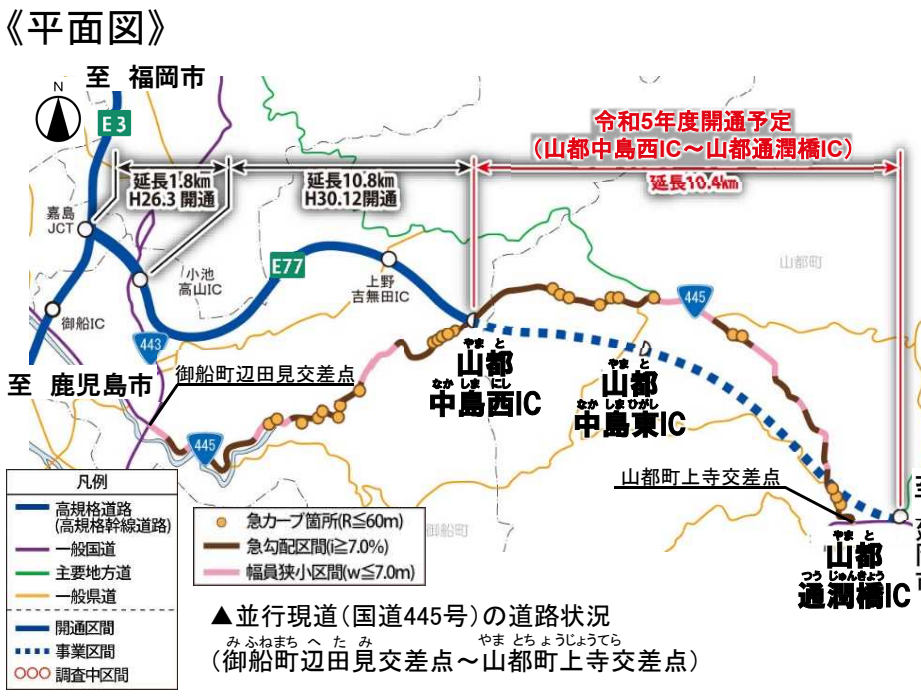 《平面図》
至 福岡市
N
E3
令和5年度開通予定
(山都中島西IC～山都通潤橋IC)
延長1.8km
H26.3 開通
延長10.8km
H30.12開通
延長10.4km
嘉島
JCT
小池
高山IC
E77
上野
吉無田IC
山都町
445
御船IC
443
至 鹿児島市
御船町辺田見交差点
やま と
山都
なか しま にし
中島西IC
やま と
山都
なか しま ひがし
中島東IC
445
山都町上寺交差点
凡例
高規格道路
(高規格幹線道路)
一般国道
主要地方道
一般県道
開通区間
事業区間
調査中区間
急カーブ箇所(R≦60m)
急勾配区間(i≧7.0%)
幅員狭小区間(w≦7.0m)
御船町
やま と
山都
つう じゅんきょう
通潤橋IC
▲並行現道(国道445号)の道路状況
みふねまち へ た み やま とちょうじょうてら
(御船町辺田見交差点～山都町上寺交差点)